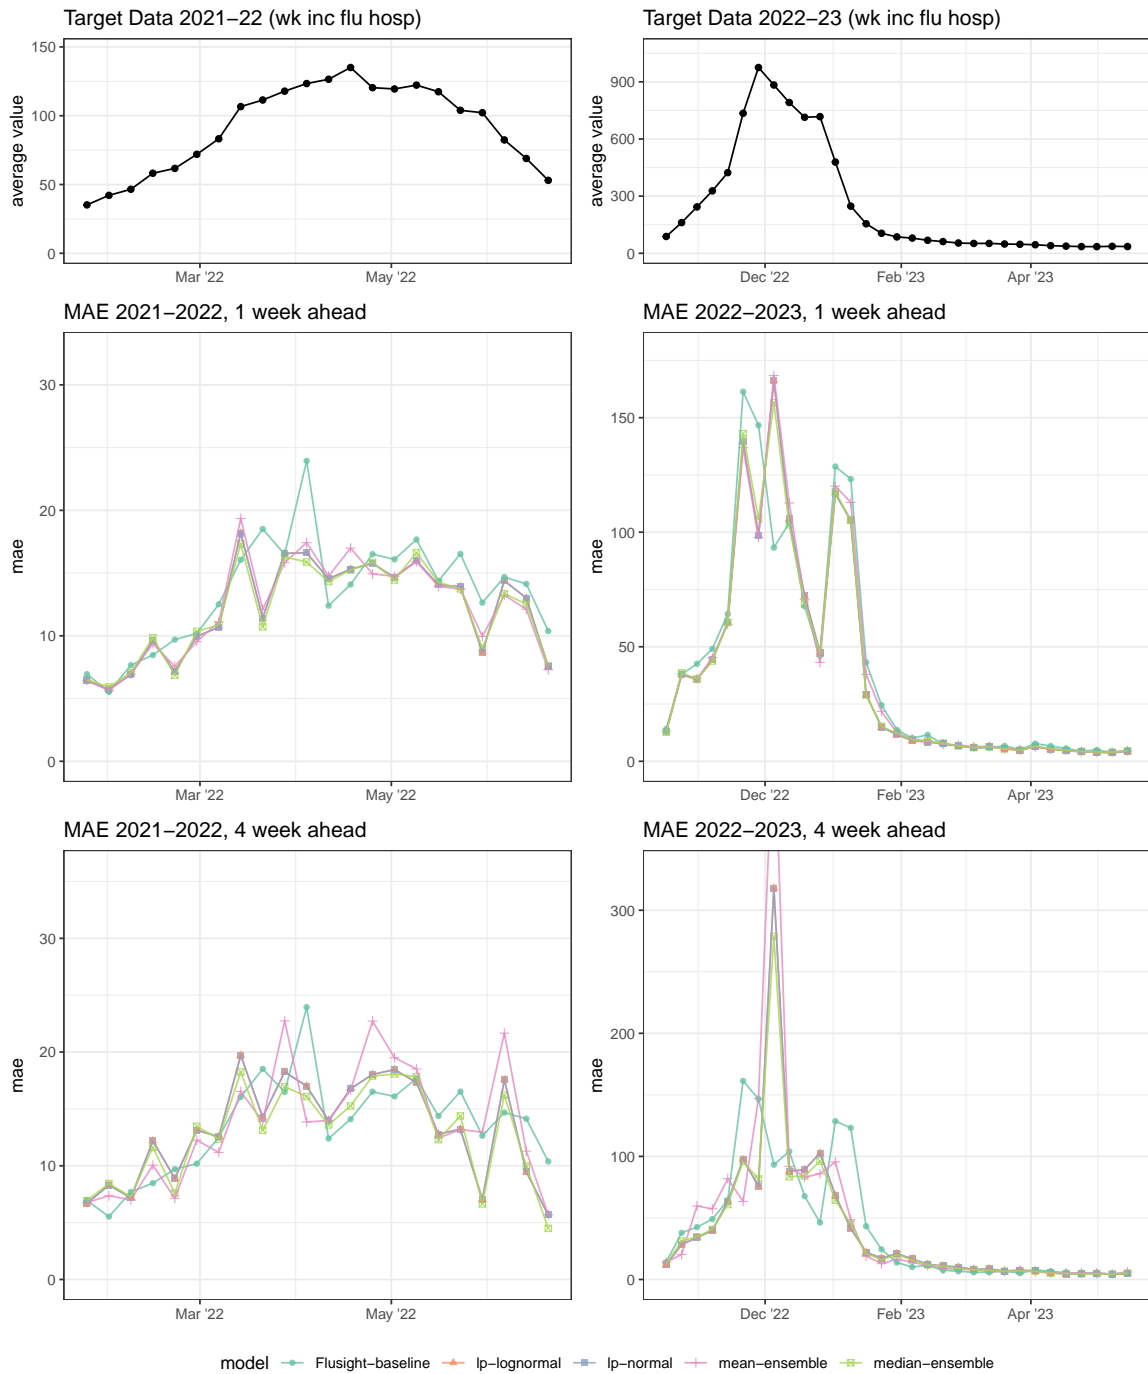 Target Data 2021−22 (wk inc flu hosp)
Target Data 2022−23 (wk inc flu hosp)
average value
150
100
50
0
Mar '22
May '22
average value
900
600
300
0
Dec '22
Feb '23
Apr '23
MAE 2021−2022, 1 week ahead
MAE 2022−2023, 1 week ahead
mae
30
20
10
0
Mar '22
May '22
mae
150
100
50
0
Dec '22
Feb '23
Apr '23
MAE 2021−2022, 4 week ahead
MAE 2022−2023, 4 week ahead
mae
30
20
10
0
Mar '22
May '22
mae
300
200
100
0
Dec '22
Feb '23
Apr '23
model Flusight−baseline lp−lognormal lp−normal mean−ensemble median−ensemble